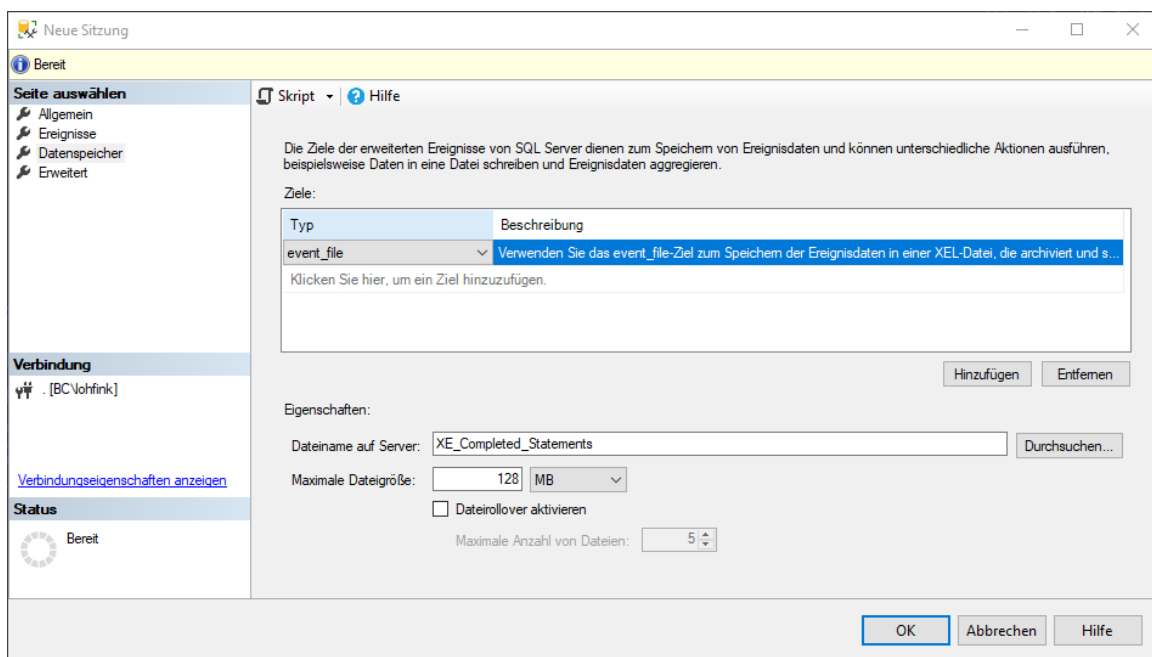 Neue Sitzung
Bereit
Seite auswählen
Allgemein
Ereignisse
Datenspeicher
Erweitert
Verbindung
. [BC\lohfink]
Verbindungseigenschaften anzeigen
Status
Bereit
Skript
Hilfe
Die Ziele der erweiterten Ereignisse von SQL Server dienen zum Speichern von Ereignisdaten und können unterschiedliche Aktionen ausführen,
beispielsweise Daten in eine Datei schreiben und Ereignisdaten aggregieren.
Ziele:
Typ Beschreibung
event_file Verwenden Sie das event_file-Ziel zum Speichern der Ereignisdaten in einer XEL-Datei, die archiviert und s...
Klicken Sie hier, um ein Ziel hinzuzufügen.
Hinzufügen Entfernen
Eigenschaften:
Dateiname auf Server: XE_Completed_Statements Durchsuchen...
Maximale Dateigröße: 128 MB
Dateirollover aktivieren
Maximale Anzahl von Dateien: 5
OK Abbrechen Hilfe